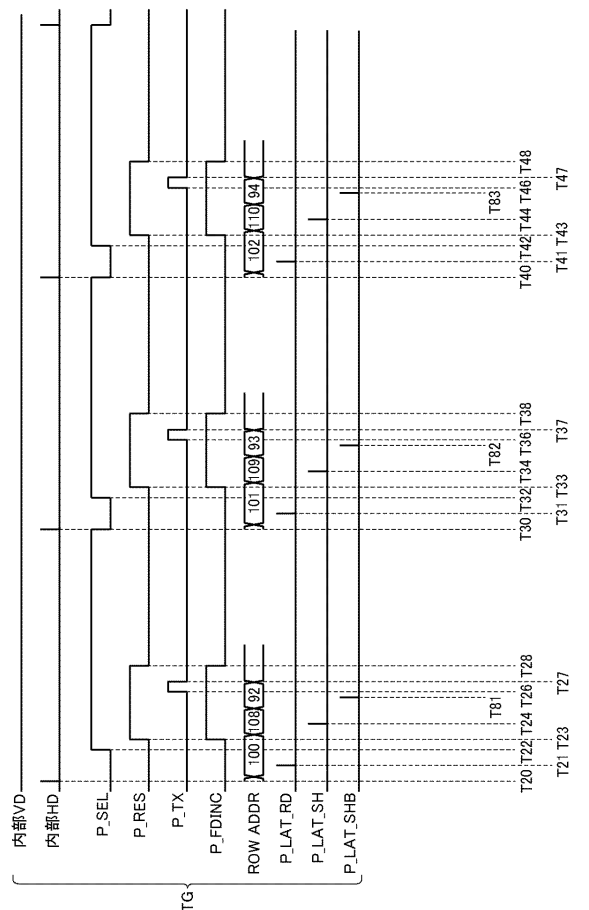 内部VD
内部HD
P_SEL
P_RES
P_TX
P_FDINC
ROW ADDR
P_LAT_RD
P_LAT_SH
P_LAT_SHB
TG
100 108 92
101 109 93
102 110 94
T20 T22 T24 T26 T28 T30 T32 T34 T36 T38 T40 T42 T44 T46 T48
T81 T82 T83
T21 T23 T27 T31 T33 T37 T41 T43 T47